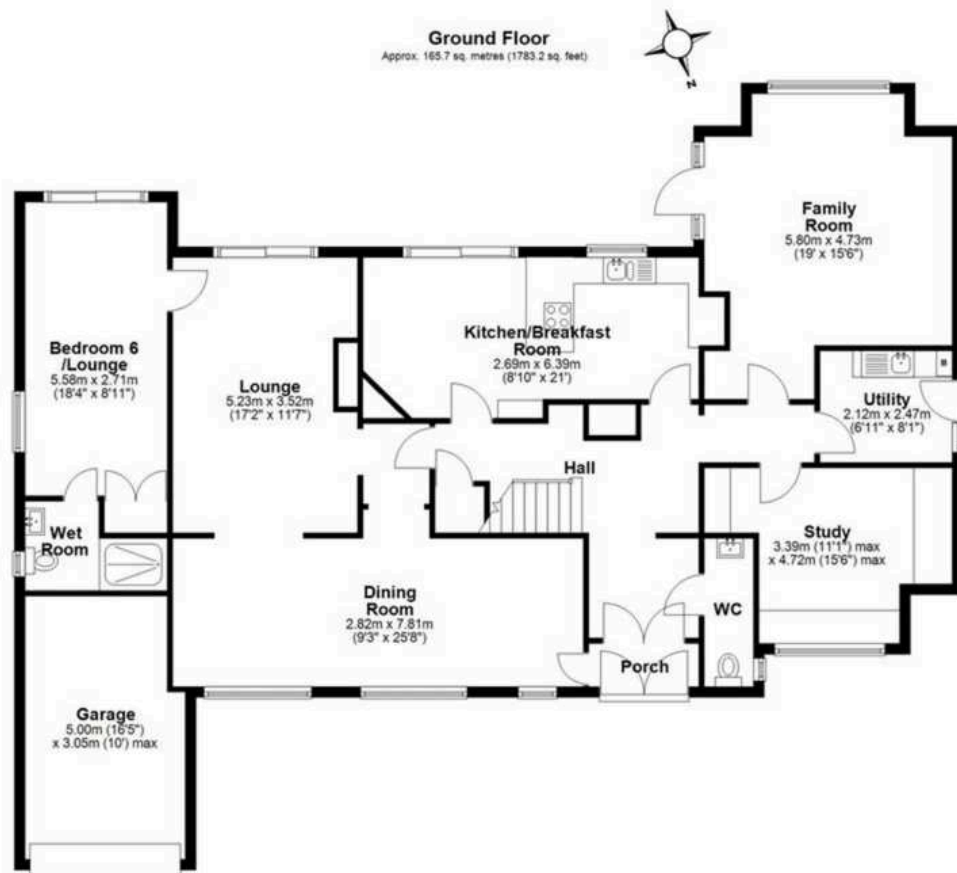 Ground Floor
Approx. 165.7 sq. metres (1783.2 sq. feet)
N
Family
Room
5.80m x 4.73m
(19' x 15'6")
Bedroom 6
/Lounge
5.58m x 2.71m
(18'4" x 8'11")
Lounge
5.23m x 3.52m
(17'2" x 11'7")
Kitchen/Breakfast
Room
2.69m x 6.39m
(8'10" x 21')
Utility
2.12m x 2.47m
(6'11" x 8'1")
Hall
Wet
Room
Study
3.39m (11'1") max
x 4.72m (15'6") max
Dining
Room
2.82m x 7.81m
(9'3" x 25'8")
WC
Porch
Garage
5.00m (16'5")
x 3.05m (10') max